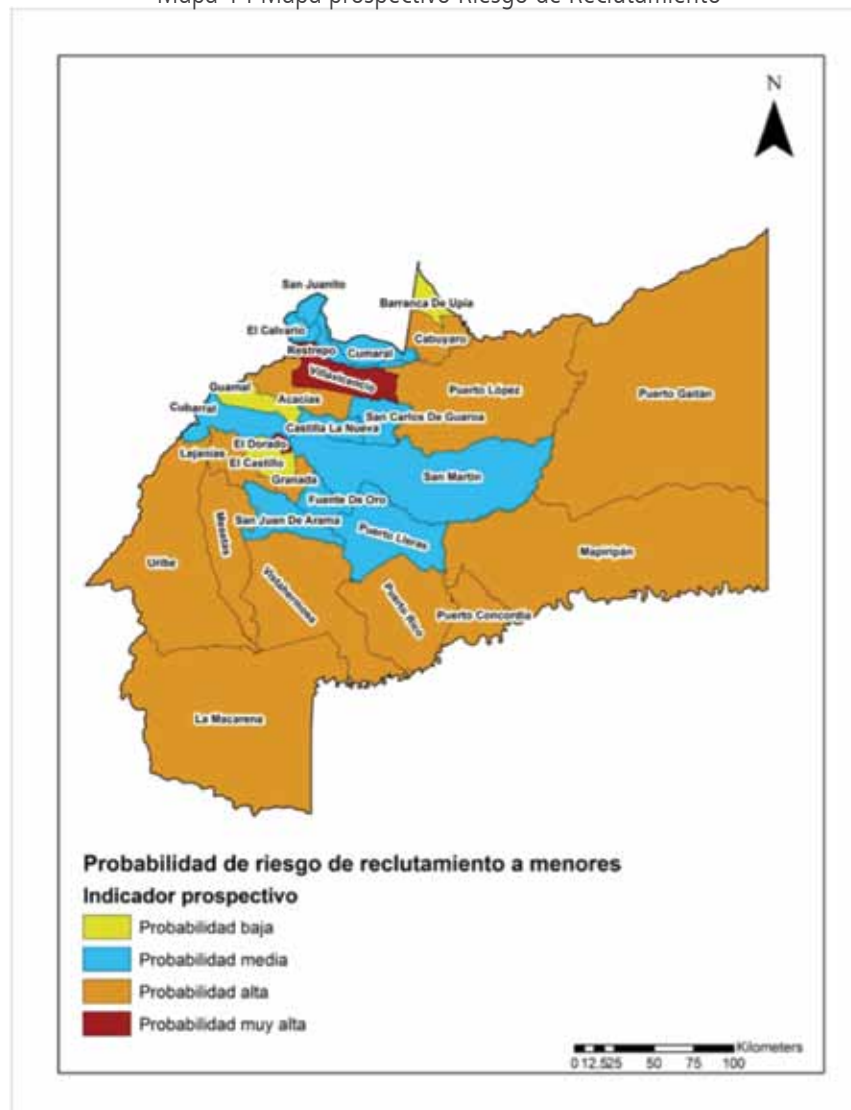 Mapa 4 : Mapa prospectivo Riesgo de Reclutamiento
N
San Juanito
Barranca De Upia
El Calvario
Cabuyaro
Restrepo
Cumaral
Villavicencio
Guamal
Acacias
Puerto López
Puerto Gaitán
Cubarral
San Carlos De Guaroa
Castilla La Nueva
El Dorado
Lejanías
El Castillo
Granada
San Martín
Fuente De Oro
San Juan De Arama
Puerto Lleras
Mesetas
Uribe
Mapiripán
Vistahermosa
Puerto Rico
Puerto Concordia
La Macarena
Probabilidad de riesgo de reclutamiento a menores
Indicador prospectivo
Probabilidad baja
Probabilidad media
Probabilidad alta
Probabilidad muy alta
Kilometers
0 12.525 50 75 100